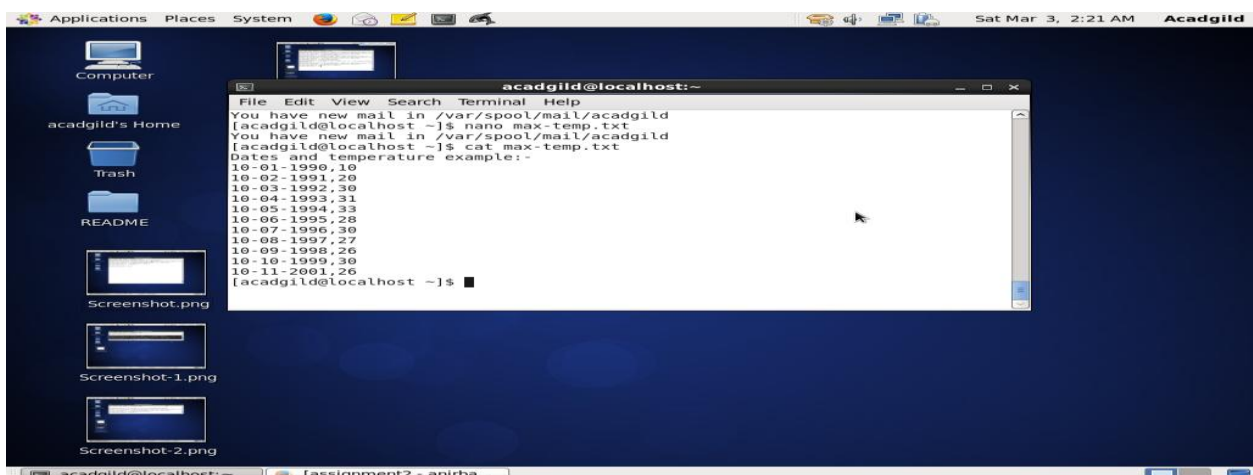 Applications Places System Sat Mar 3, 2:21 AM Acadgild
Computer
acadgild's Home
Trash
README
Screenshot.png
Screenshot-1.png
Screenshot-2.png
acadgild@localhost:~
File Edit View Search Terminal Help
You have new mail in /var/spool/mail/acadgild
[acadgild@localhost ~]$ nano max-temp.txt
You have new mail in /var/spool/mail/acadgild
[acadgild@localhost ~]$ cat max-temp.txt
Dates and temperature example:-
10-01-1990,10
10-02-1991,20
10-03-1992,30
10-04-1993,31
10-05-1994,33
10-06-1995,28
10-07-1996,30
10-08-1997,27
10-09-1998,26
10-10-1999,30
10-11-2001,26
[acadgild@localhost ~]$
acadgild@localhost:~ [assignment2 - anirba...